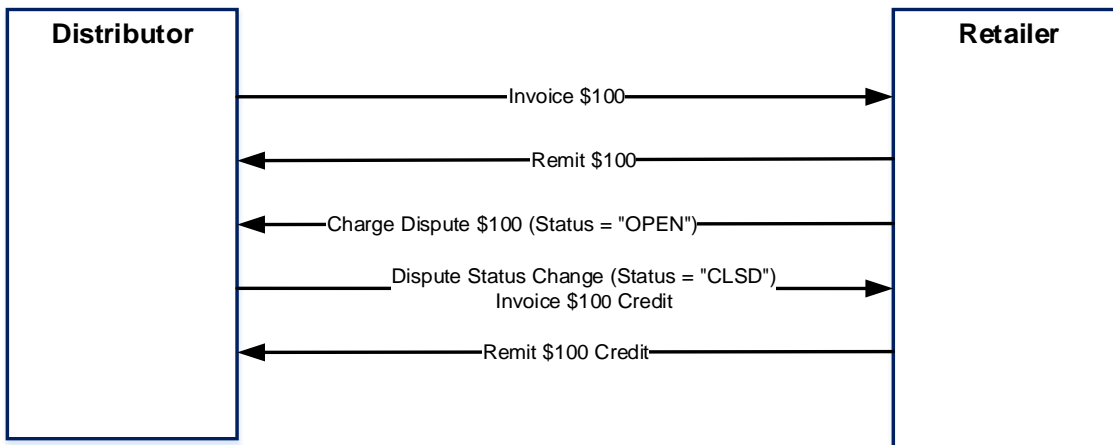 Distributor
Retailer
Invoice $100
Remit $100
Charge Dispute $100 (Status = "OPEN")
Dispute Status Change (Status = "CLSD")
Invoice $100 Credit
Remit $100 Credit